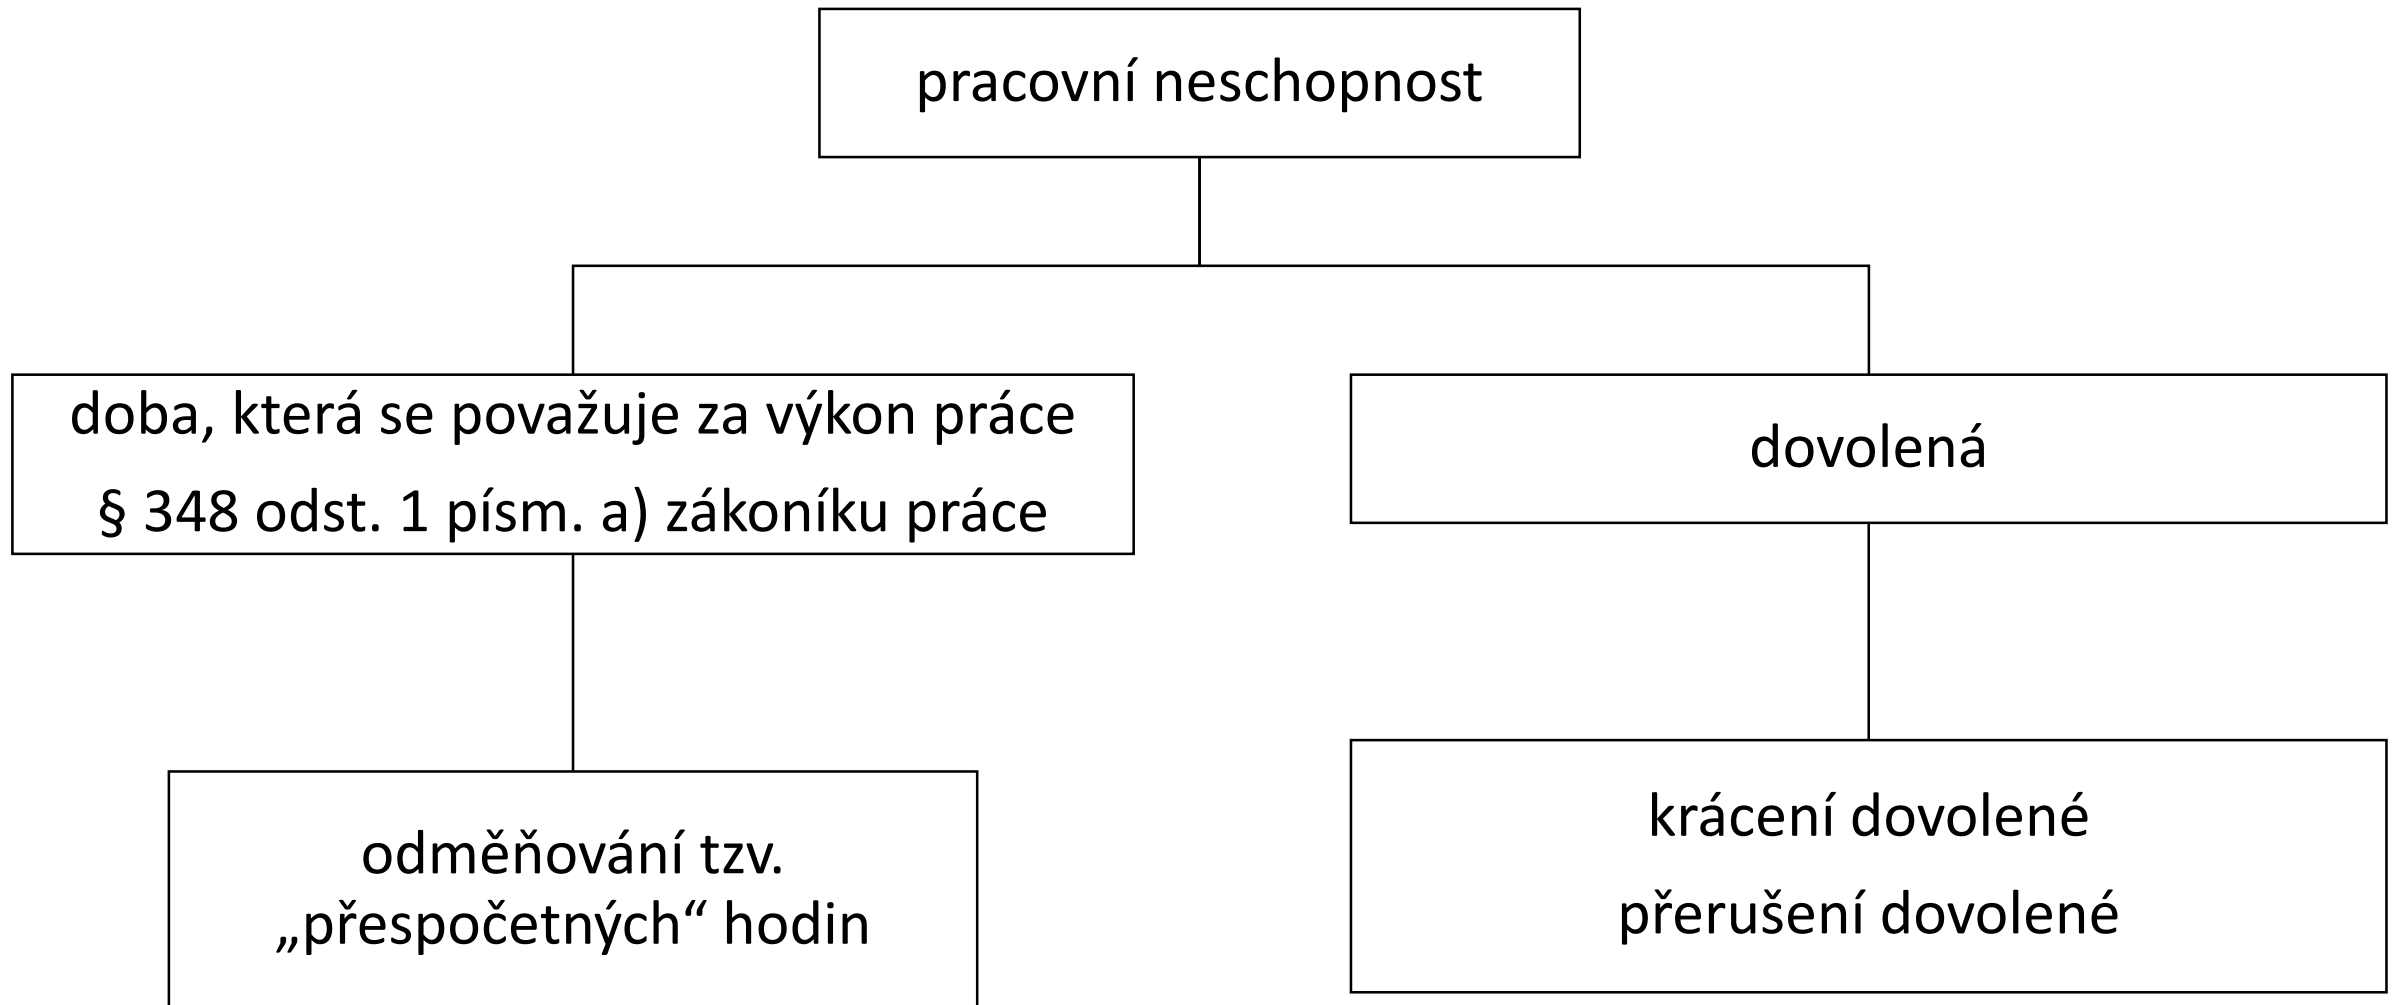 pracovní neschopnost
doba, která se považuje za výkon práce
§ 348 odst. 1 písm. a) zákoníku práce
dovolená
odměňování tzv.
„přespočetných“ hodin
krácení dovolené
přerušení dovolené